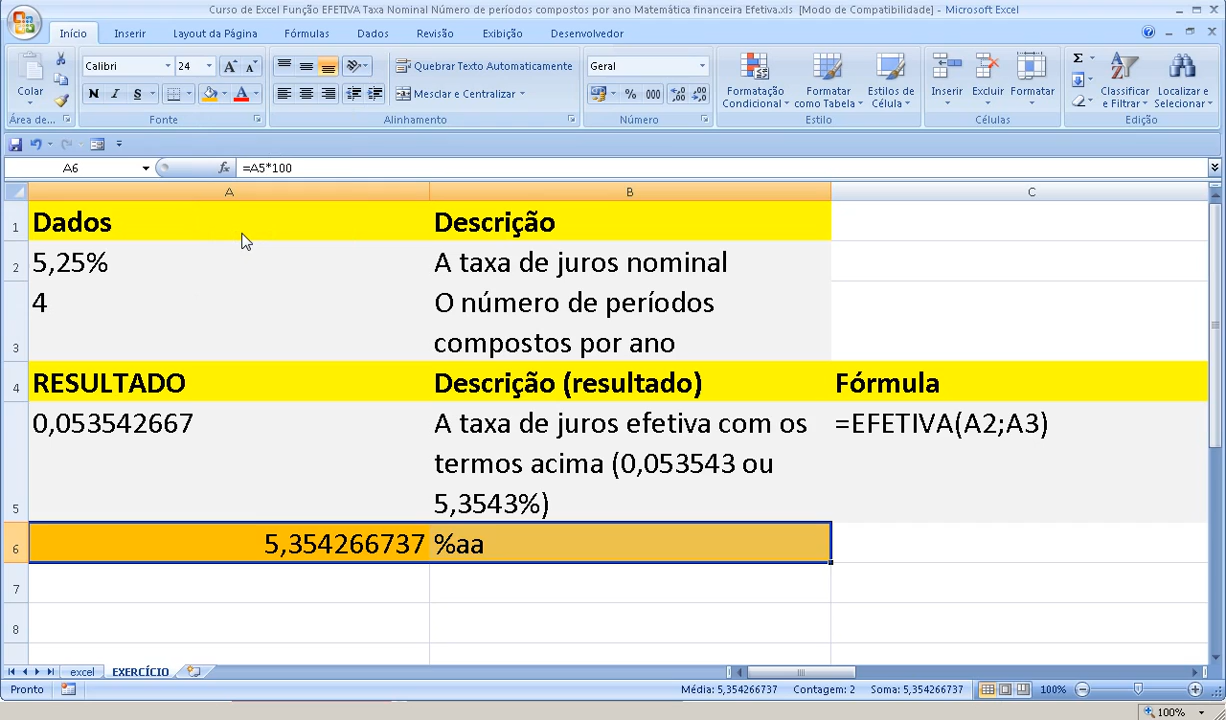 Curso de Excel Função EFETIVA Taxa Nominal Número de períodos compostos por ano Matemática financeira Efetiva.xls [Modo de Compatibilidade] - Microsoft Excel
Início Inserir Layout da Página Fórmulas Dados Revisão Exibição Desenvolvedor
Colar
Calibri 24
N I S
Quebrar Texto Automaticamente
Mesclar e Centralizar
Geral
% 000
Formatação Condicional
Formatar como Tabela
Estilos de Célula
Inserir Excluir Formatar
Classificar e Filtrar
Localizar e Selecionar
Área de... Fonte Alinhamento Número Estilo Células Edição
A6 fx =A5*100
A B C
1 Dados Descrição
2 5,25% A taxa de juros nominal
4 O número de períodos
3 compostos por ano
4 RESULTADO Descrição (resultado) Fórmula
0,053542667 A taxa de juros efetiva com os =EFETIVA(A2;A3)
termos acima (0,053543 ou
5 5,3543%)
6 5,354266737 %aa
7
8
excel EXERCÍCIO
Pronto Média: 5,354266737 Contagem: 2 Soma: 5,354266737 100%
100%